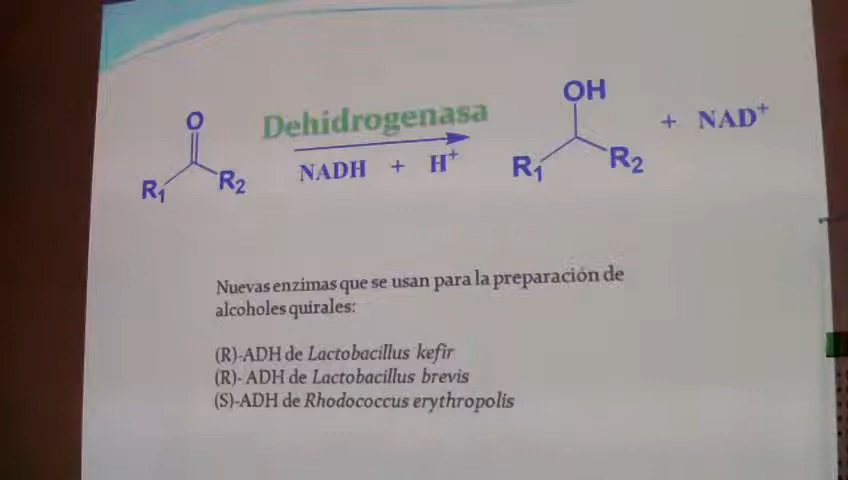 O
Dehidrogenasa
OH
+ NAD⁺
R₁ R₂
NADH + H⁺
R₁ R₂
Nuevas enzimas que se usan para la preparación de
alcoholes quirales:
(R)-ADH de Lactobacillus kefir
(R)- ADH de Lactobacillus brevis
(S)-ADH de Rhodococcus erythropolis